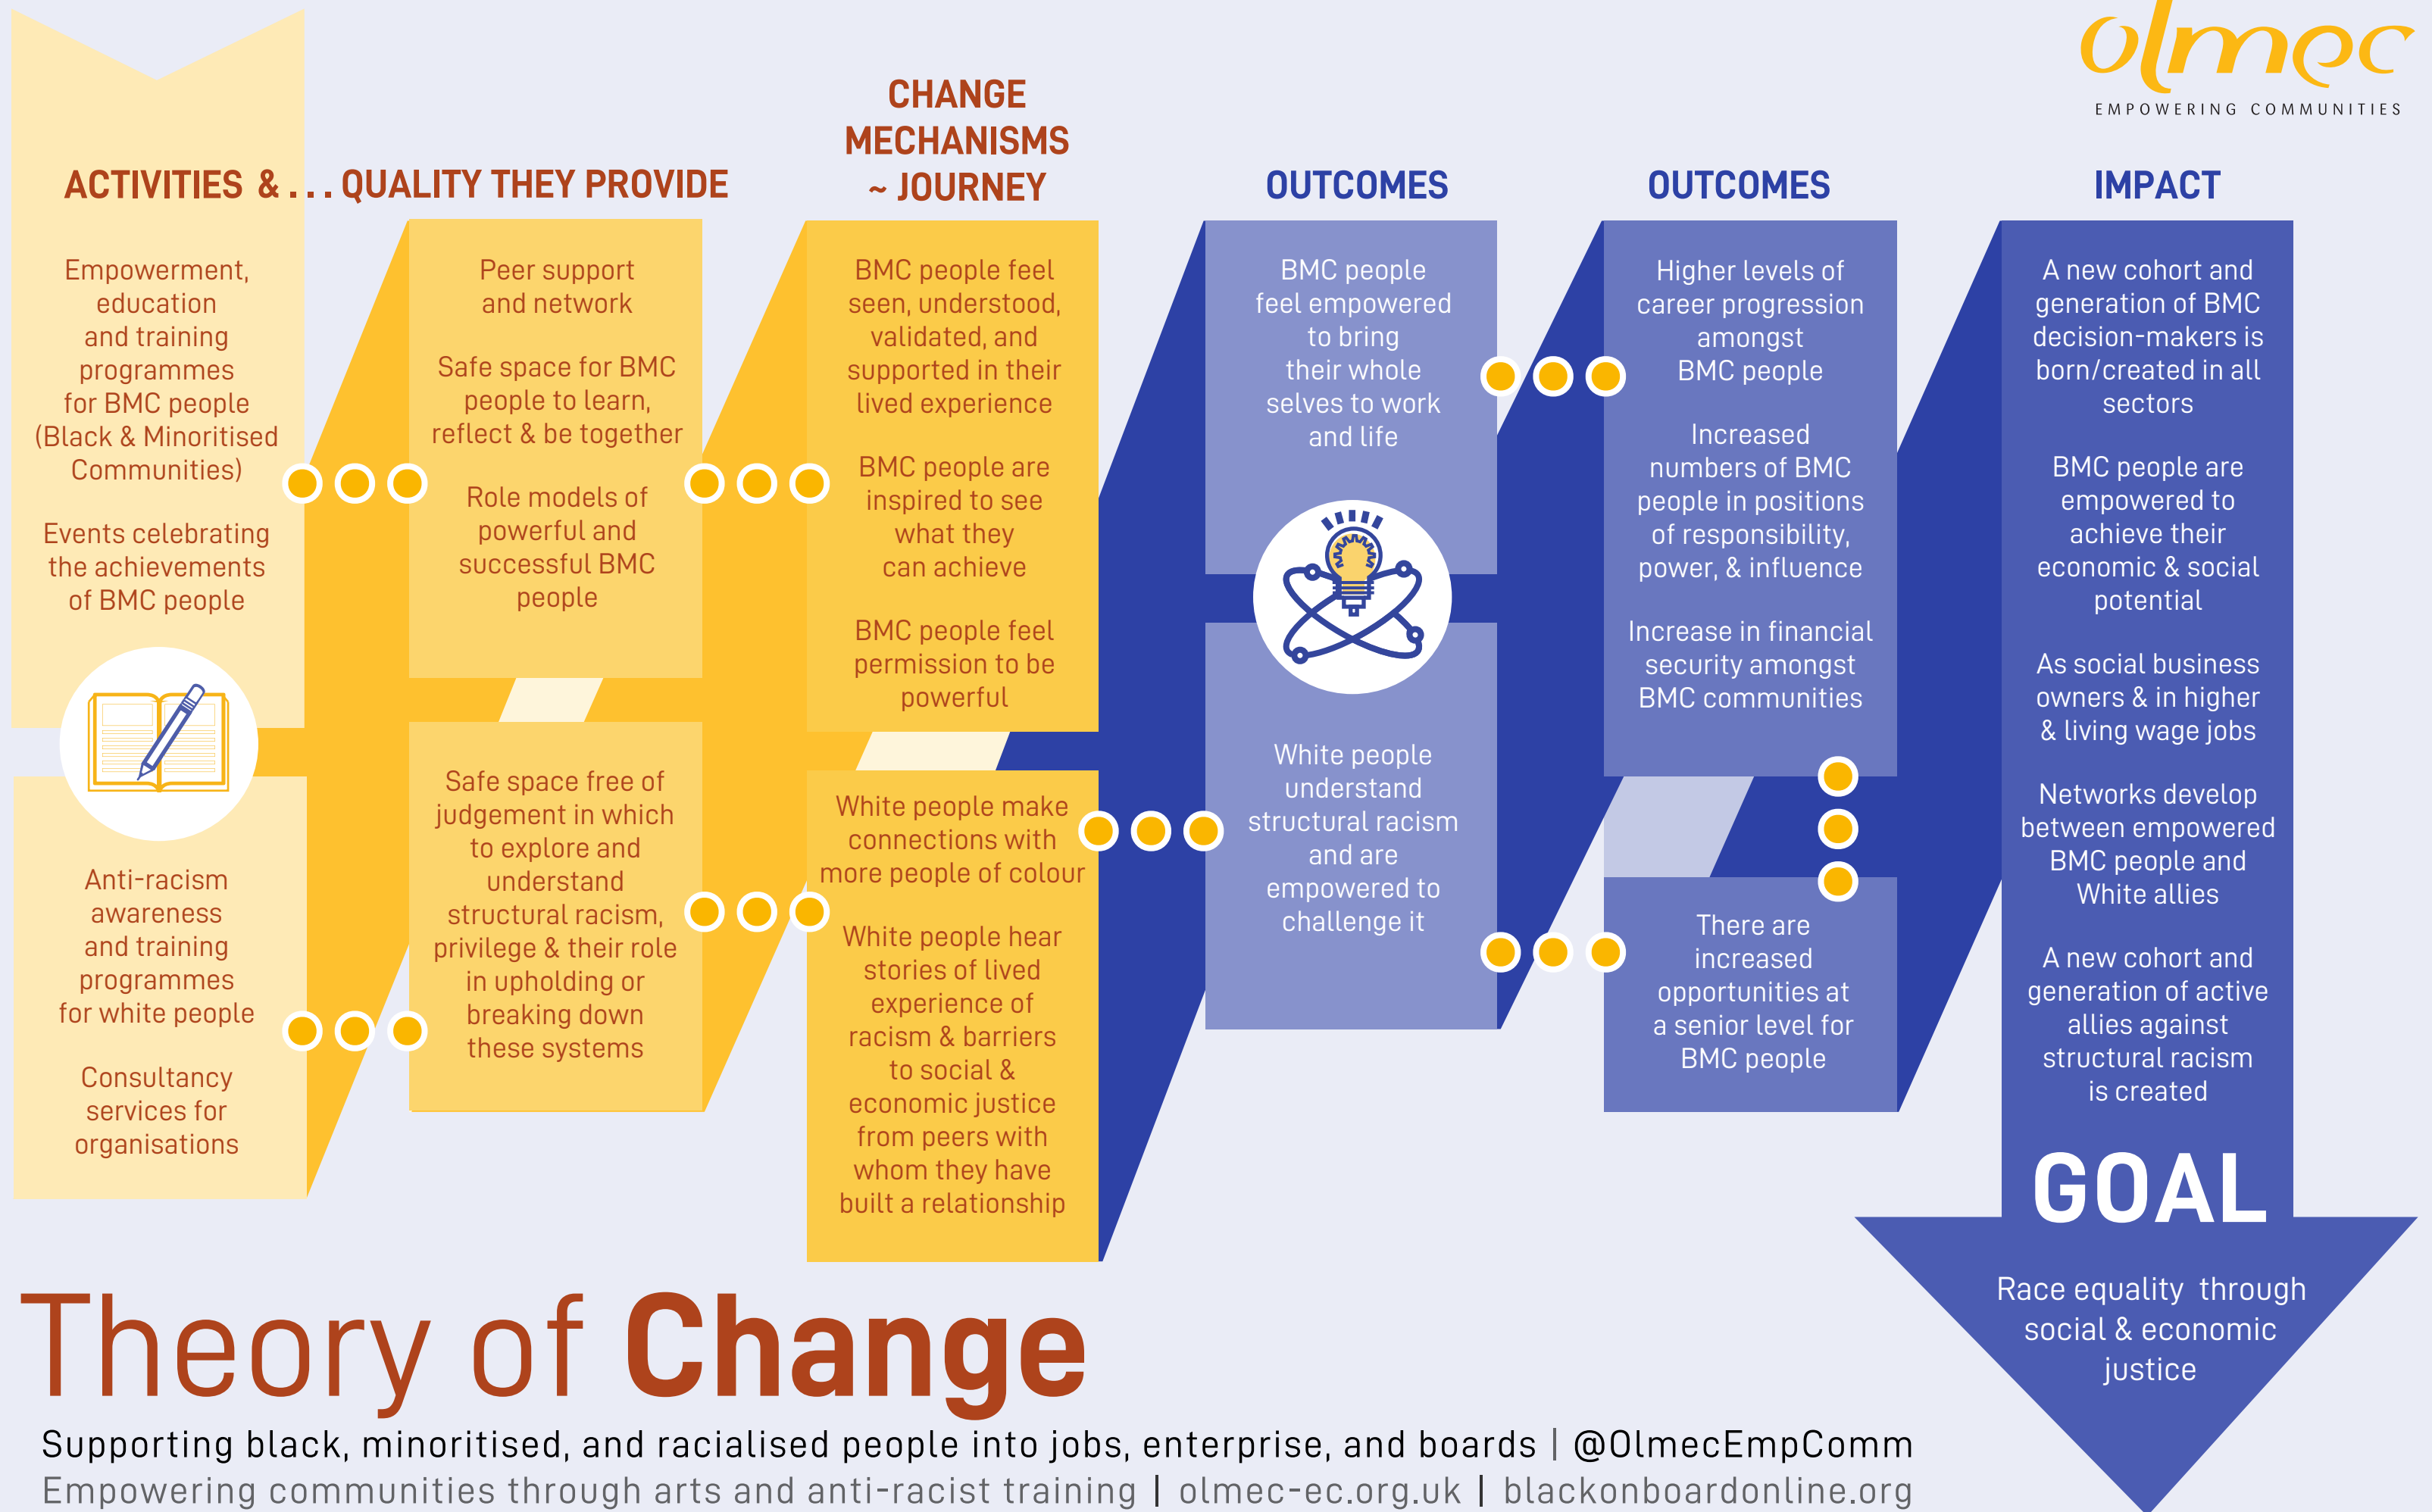 olmec
EMPOWERING COMMUNITIES
ACTIVITIES & . . . QUALITY THEY PROVIDE
CHANGE
MECHANISMS
~ JOURNEY
OUTCOMES
OUTCOMES
IMPACT
Empowerment,
education
and training
programmes
for BMC people
(Black & Minoritised
Communities)
Events celebrating
the achievements
of BMC people
Anti-racism
awareness
and training
programmes
for white people
Consultancy
services for
organisations
Peer support
and network
Safe space for BMC
people to learn,
reflect & be together
Role models of
powerful and
successful BMC
people
Safe space free of
judgement in which
to explore and
understand
structural racism,
privilege & their role
in upholding or
breaking down
these systems
BMC people feel
seen, understood,
validated, and
supported in their
lived experience
BMC people are
inspired to see
what they
can achieve
BMC people feel
permission to be
powerful
White people make
connections with
more people of colour
White people hear
stories of lived
experience of
racism & barriers
to social &
economic justice
from peers with
whom they have
built a relationship
BMC people
feel empowered
to bring
their whole
selves to work
and life
White people
understand
structural racism
and are
empowered to
challenge it
Higher levels of
career progression
amongst
BMC people
Increased
numbers of BMC
people in positions
of responsibility,
power, & influence
Increase in financial
security amongst
BMC communities
There are
increased
opportunities at
a senior level for
BMC people
A new cohort and
generation of BMC
decision-makers is
born/created in all
sectors
BMC people are
empowered to
achieve their
economic & social
potential
As social business
owners & in higher
& living wage jobs
Networks develop
between empowered
BMC people and
White allies
A new cohort and
generation of active
allies against
structural racism
is created
GOAL
Race equality through
social & economic
justice
Theory of Change
Supporting black, minoritised, and racialised people into jobs, enterprise, and boards | @OlmecEmpComm
Empowering communities through arts and anti-racist training | olmec-ec.org.uk | blackonboardonline.org